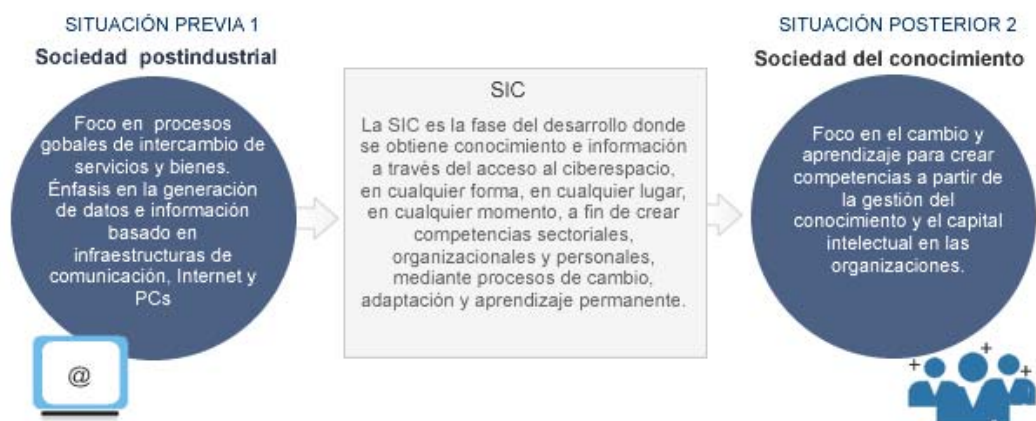 SITUACIÓN PREVIA 1
Sociedad postindustrial
Foco en procesos
gobales de intercambio de
servicios y bienes.
Énfasis en la generación
de datos e información
basado en
infraestructuras de
comunicación, Internet y
PCs
@
SIC
La SIC es la fase del desarrollo donde
se obtiene conocimiento e información
a través del acceso al ciberespacio,
en cualquier forma, en cualquier lugar,
en cualquier momento, a fin de crear
competencias sectoriales,
organizacionales y personales,
mediante procesos de cambio,
adaptación y aprendizaje permanente.
SITUACIÓN POSTERIOR 2
Sociedad del conocimiento
Foco en el cambio y
aprendizaje para crear
competencias a partir de
la gestión del
conocimiento y el capital
intelectual en las
organizaciones.